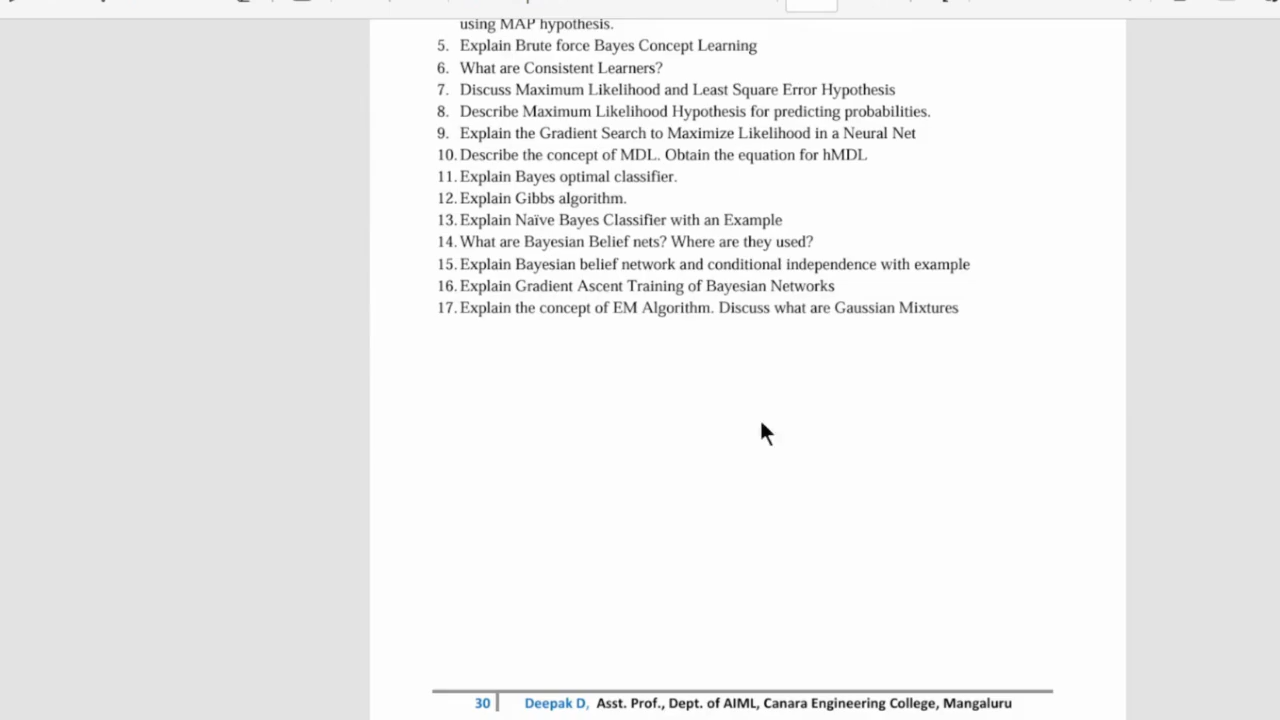 using MAP hypothesis.
5. Explain Brute force Bayes Concept Learning
6. What are Consistent Learners?
7. Discuss Maximum Likelihood and Least Square Error Hypothesis
8. Describe Maximum Likelihood Hypothesis for predicting probabilities.
9. Explain the Gradient Search to Maximize Likelihood in a Neural Net
10. Describe the concept of MDL. Obtain the equation for hMDL
11. Explain Bayes optimal classifier.
12. Explain Gibbs algorithm.
13. Explain Naïve Bayes Classifier with an Example
14. What are Bayesian Belief nets? Where are they used?
15. Explain Bayesian belief network and conditional independence with example
16. Explain Gradient Ascent Training of Bayesian Networks
17. Explain the concept of EM Algorithm. Discuss what are Gaussian Mixtures
30 Deepak D, Asst. Prof., Dept. of AIML, Canara Engineering College, Mangaluru